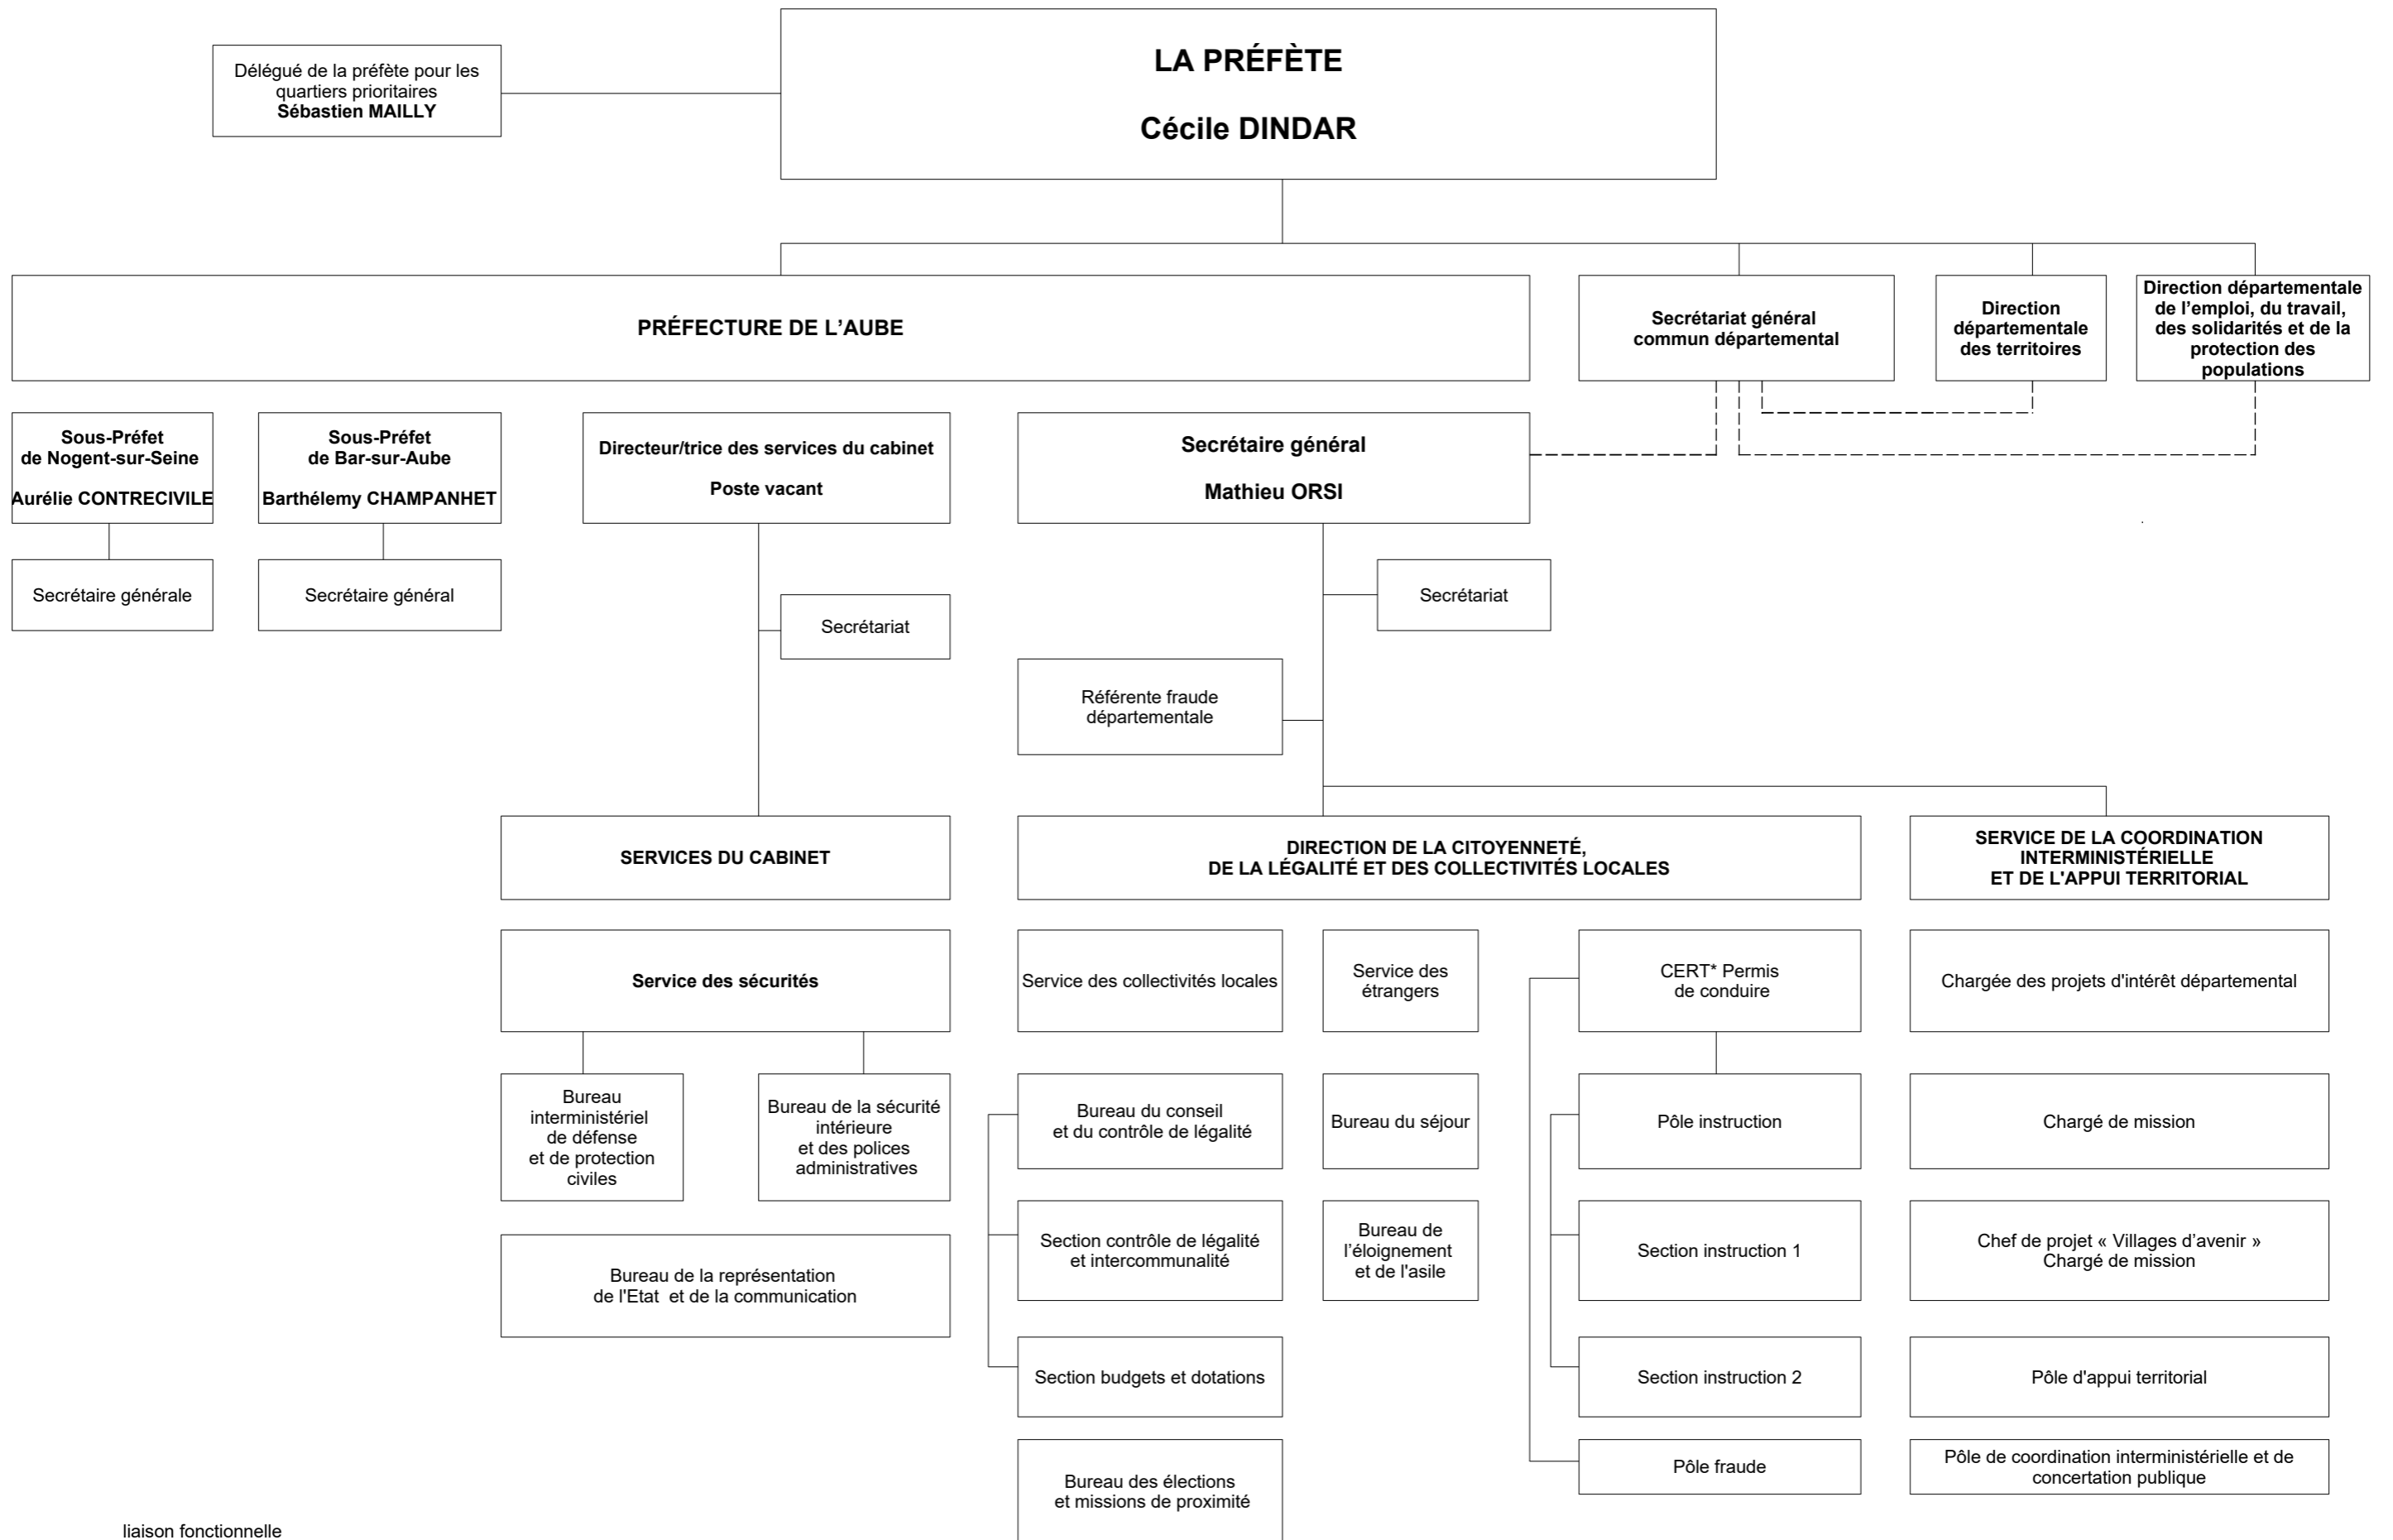 Délégué de la préfète pour les
quartiers prioritaires
Sébastien MAILLY
LA PRÉFÈTE
Cécile DINDAR
PRÉFECTURE DE L’AUBE
Secrétariat général
commun départemental
Direction
départementale
des territoires
Direction départementale
de l’emploi, du travail,
des solidarités et de la
protection des
populations
Sous-Préfet
de Nogent-sur-Seine
Aurélie CONTRECIVILE
Sous-Préfet
de Bar-sur-Aube
Barthélemy CHAMPANHET
Directeur/trice des services du cabinet
Poste vacant
Secrétaire général
Mathieu ORSI
Secrétaire générale
Secrétaire général
Secrétariat
Secrétariat
Référente fraude
départementale
SERVICES DU CABINET
DIRECTION DE LA CITOYENNETÉ,
DE LA LÉGALITÉ ET DES COLLECTIVITÉS LOCALES
SERVICE DE LA COORDINATION
INTERMINISTÉRIELLE
ET DE L'APPUI TERRITORIAL
Service des sécurités
Service des collectivités locales
Service des
étrangers
CERT* Permis
de conduire
Chargée des projets d'intérêt départemental
Bureau
interministériel
de défense
et de protection
civiles
Bureau de la sécurité
intérieure
et des polices
administratives
Bureau du conseil
et du contrôle de légalité
Bureau du séjour
Pôle instruction
Chargé de mission
Bureau de la représentation
de l'Etat et de la communication
Section contrôle de légalité
et intercommunalité
Bureau de
l’éloignement
et de l'asile
Section instruction 1
Chef de projet « Villages d’avenir »
Chargé de mission
Section budgets et dotations
Section instruction 2
Pôle d'appui territorial
Bureau des élections
et missions de proximité
Pôle fraude
Pôle de coordination interministérielle et de
concertation publique
liaison fonctionnelle